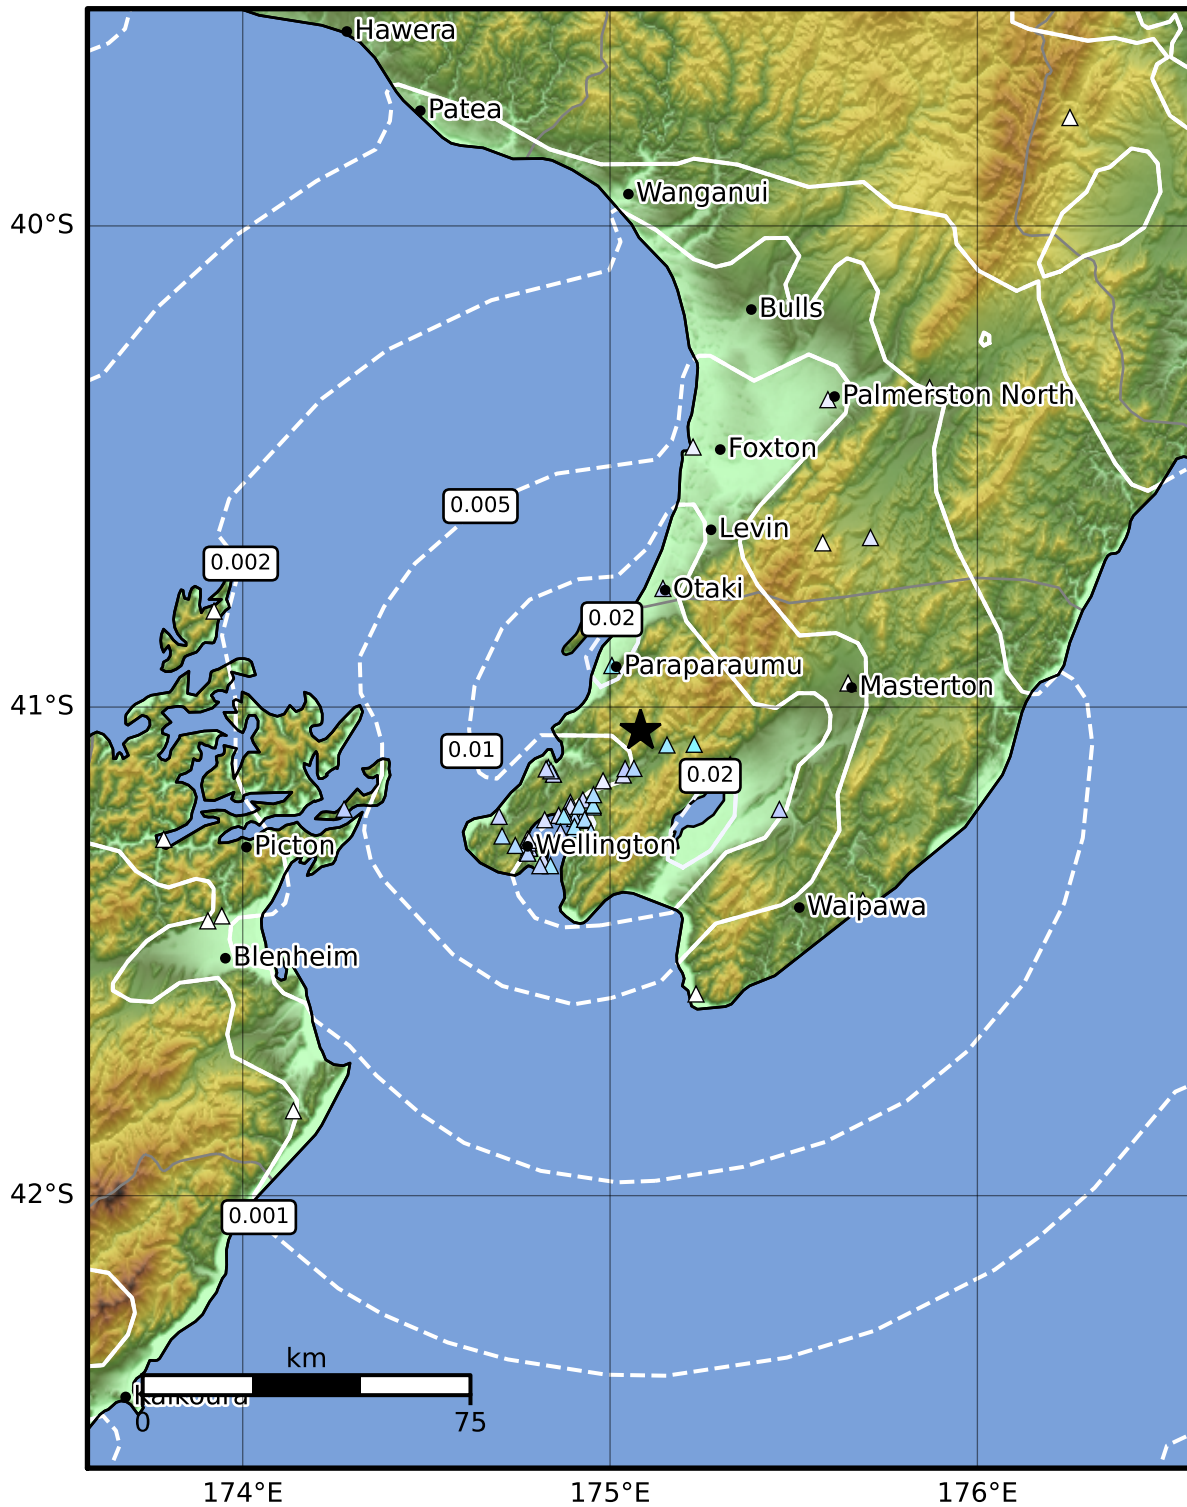 Hawera
Patea
Wanganui
40°S
Bulls
Palmerston North
Foxton
0.005
Levin
0.002
Otaki
0.02
Paraparaumu
Masterton
41°S
0.01
0.02
Picton
Wellington
Waipawa
Blenheim
42°S
0.001
km
Kaikoura
0
75
174°E
175°E
176°E